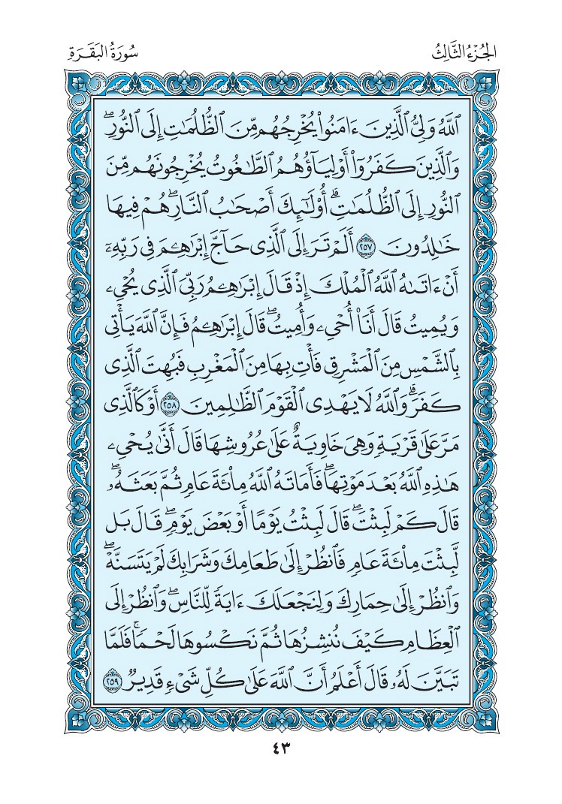 الجُزْءُ الثَّالِثُ
سُورَةُ البَقَرَةِ
ٱللَّهُ وَلِىُّ ٱلَّذِينَ ءَامَنُوا۟ يُخْرِجُهُم مِّنَ ٱلظُّلُمَٰتِ إِلَى ٱلنُّورِۖ
وَٱلَّذِينَ كَفَرُوٓا۟ أَوْلِيَآؤُهُمُ ٱلطَّٰغُوتُ يُخْرِجُونَهُم مِّنَ
ٱلنُّورِ إِلَى ٱلظُّلُمَٰتِۗ أُو۟لَٰٓئِكَ أَصْحَٰبُ ٱلنَّارِۖ هُمْ فِيهَا
خَٰلِدُونَ ٢٥٧ أَلَمْ تَرَ إِلَى ٱلَّذِى حَآجَّ إِبْرَٰهِـۧمَ فِى رَبِّهِۦٓ
أَنْ ءَاتَىٰهُ ٱللَّهُ ٱلْمُلْكَ إِذْ قَالَ إِبْرَٰهِـۧمُ رَبِّىَ ٱلَّذِى يُحْىِۦ
وَيُمِيتُ قَالَ أَنَا۠ أُحْىِۦ وَأُمِيتُۖ قَالَ إِبْرَٰهِـۧمُ فَإِنَّ ٱللَّهَ يَأْتِى
بِٱلشَّمْسِ مِنَ ٱلْمَشْرِقِ فَأْتِ بِهَا مِنَ ٱلْمَغْرِبِ فَبُهِتَ ٱلَّذِى
كَفَرَۗ وَٱللَّهُ لَا يَهْدِى ٱلْقَوْمَ ٱلظَّٰلِمِينَ ٢٥٨ أَوْ كَٱلَّذِى
مَرَّ عَلَىٰ قَرْيَةٍ وَهِىَ خَاوِيَةٌ عَلَىٰ عُرُوشِهَا قَالَ أَنَّىٰ يُحْىِۦ
هَٰذِهِ ٱللَّهُ بَعْدَ مَوْتِهَاۖ فَأَمَاتَهُ ٱللَّهُ مِا۟ئَةَ عَامٍ ثُمَّ بَعَثَهُۥۖ
قَالَ كَمْ لَبِثْتَۖ قَالَ لَبِثْتُ يَوْمًا أَوْ بَعْضَ يَوْمٍۖ قَالَ بَل
لَّبِثْتَ مِا۟ئَةَ عَامٍ فَٱنظُرْ إِلَىٰ طَعَامِكَ وَشَرَابِكَ لَمْ يَتَسَنَّهْۖ
وَٱنظُرْ إِلَىٰ حِمَارِكَ وَلِنَجْعَلَكَ ءَايَةً لِّلنَّاسِۖ وَٱنظُرْ إِلَى
ٱلْعِظَامِ كَيْفَ نُنشِزُهَا ثُمَّ نَكْسُوهَا لَحْمًاۚ فَلَمَّا
تَبَيَّنَ لَهُۥ قَالَ أَعْلَمُ أَنَّ ٱللَّهَ عَلَىٰ كُلِّ شَىْءٍ قَدِيرٌ ٢٥٩
٤٣